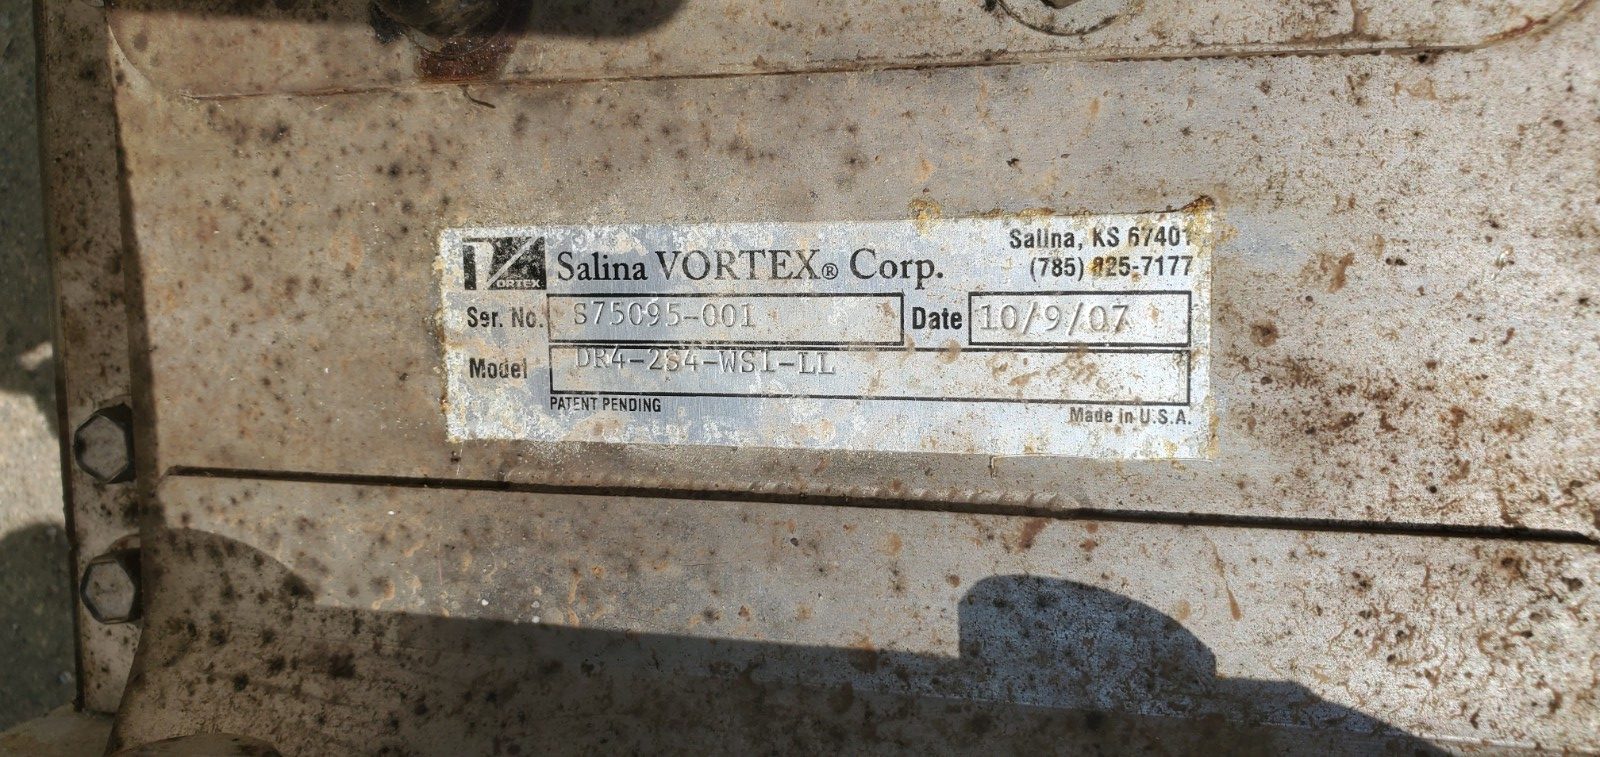 VORTEX
Salina VORTEX® Corp.
Salina, KS 67401
(785) 825-7177
Ser. No. S75095-001 Date 10/9/07
Model DR4-2S4-WS1-LL
PATENT PENDING
Made in U.S.A.